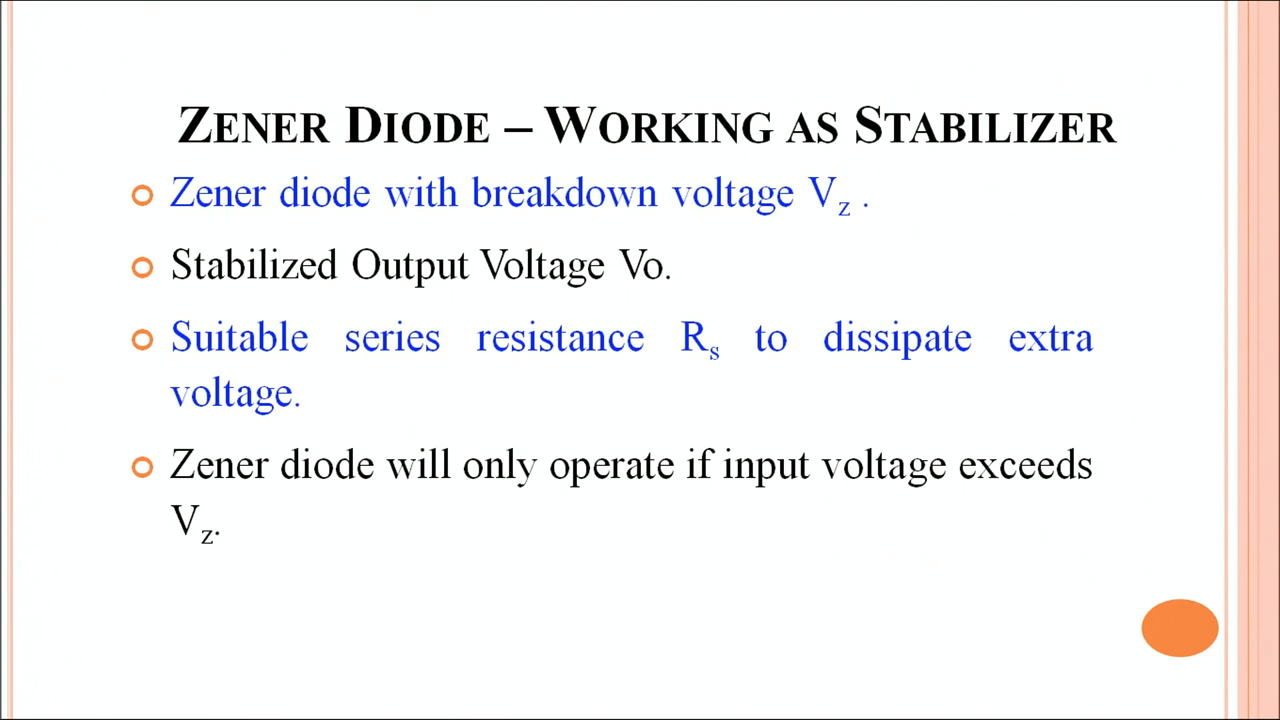 ZENER DIODE – WORKING AS STABILIZER
Zener diode with breakdown voltage Vz .
Stabilized Output Voltage Vo.
Suitable series resistance Rs to dissipate extra
voltage.
Zener diode will only operate if input voltage exceeds
Vz.